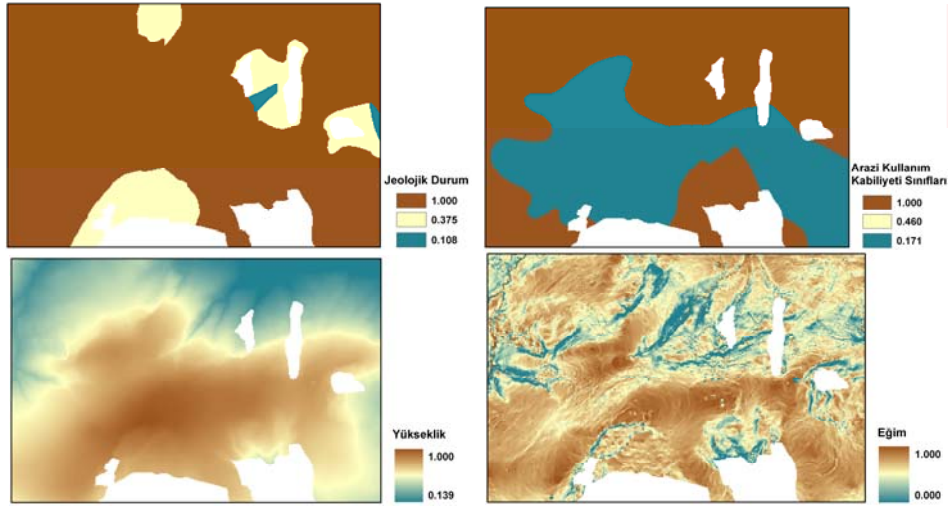 Jeolojik Durum
1.000
0.375
0.108
Arazi Kullanım
Kabiliyeti Sınıfları
1.000
0.460
0.171
Yükseklik
1.000
0.139
Eğim
1.000
0.000